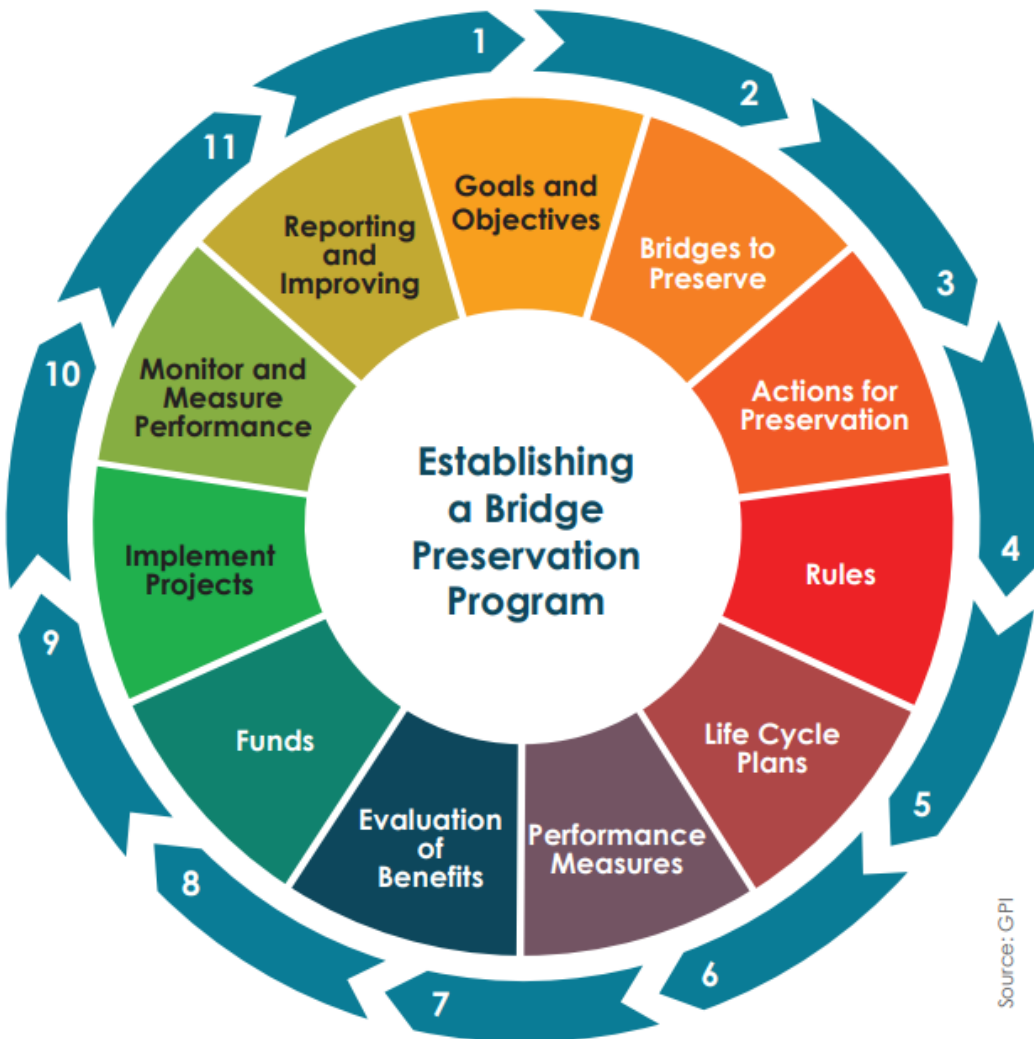 Establishing
a Bridge
Preservation
Program
1
Goals and
Objectives
2
Bridges to
Preserve
3
Actions for
Preservation
4
Rules
5
Life Cycle
Plans
6
Performance
Measures
7
Evaluation
of
Benefits
8
Funds
9
Implement
Projects
10
Monitor and
Measure
Performance
11
Reporting
and
Improving
Source: GPI